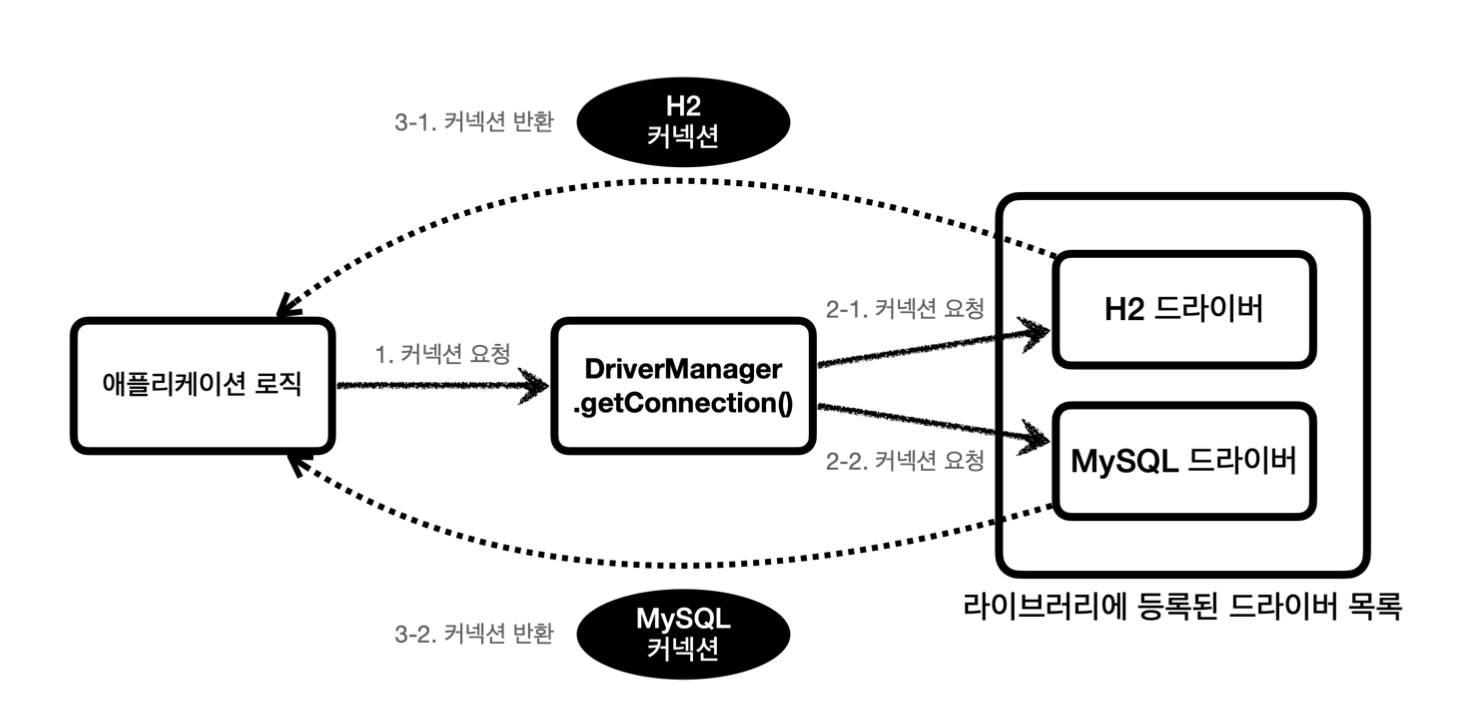 3-1. 커넥션 반환
H2
커넥션
애플리케이션 로직
1. 커넥션 요청
DriverManager
.getConnection()
2-1. 커넥션 요청
2-2. 커넥션 요청
H2 드라이버
MySQL 드라이버
라이브러리에 등록된 드라이버 목록
3-2. 커넥션 반환
MySQL
커넥션